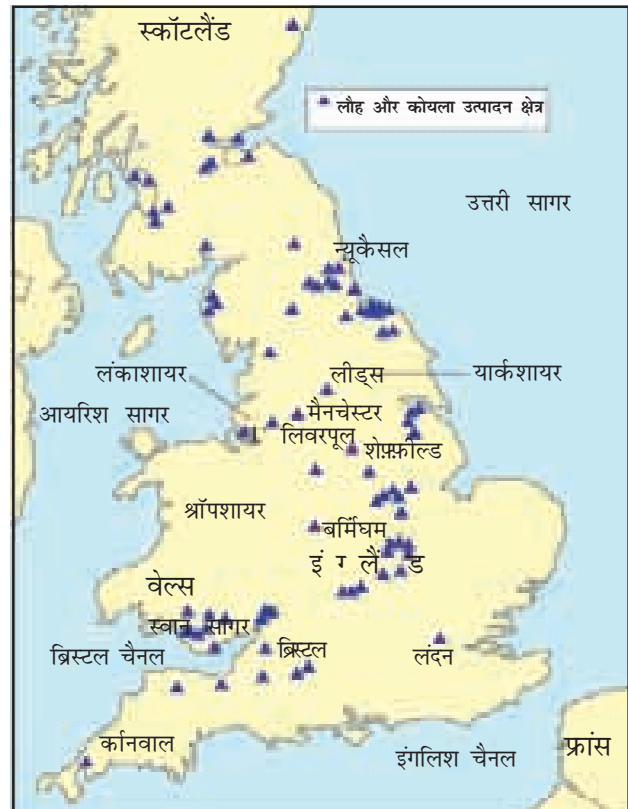 स्कॉटलैंड
लौह और कोयला उत्पादन क्षेत्र
उत्तरी सागर
न्यूकैसल
लंकाशायर
लीड्स
यार्कशायर
आयरिश सागर
मैनचेस्टर
लिवरपूल
शेफ़्फ़ील्ड
श्रॉपशायर
बर्मिंघम
इंग्लैंड
वेल्स
स्वान सागर
ब्रिस्टल चैनल
ब्रिस्टल
लंदन
कॉर्नवाल
इंगलिश चैनल
फ्रांस